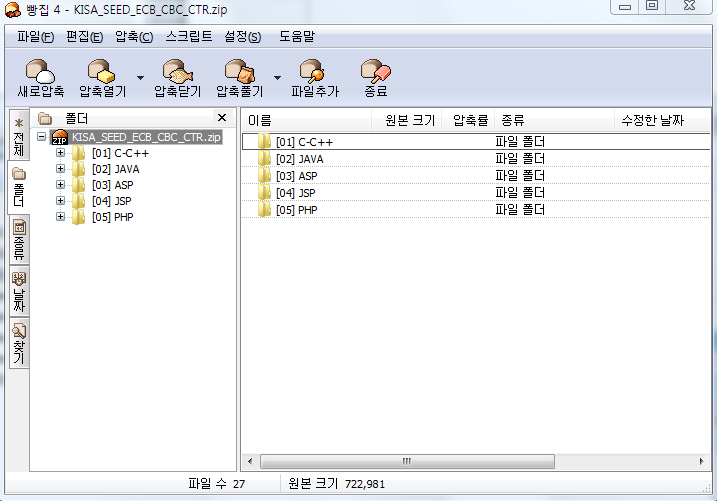 빵집 4 - KISA_SEED_ECB_CBC_CTR.zip
파일(F) 편집(E) 압축(C) 스크립트 설정(S) 도움말
새로압축 압축열기 압축닫기 압축풀기 파일추가 종료
전체
폴더
종류
날짜
찾기
폴더
KISA_SEED_ECB_CBC_CTR.zip
[01] C-C++
[02] JAVA
[03] ASP
[04] JSP
[05] PHP
이름 원본 크기 압축률 종류 수정한 날짜
[01] C-C++ 파일 폴더
[02] JAVA 파일 폴더
[03] ASP 파일 폴더
[04] JSP 파일 폴더
[05] PHP 파일 폴더
파일 수 27 원본 크기 722,981
ZIP